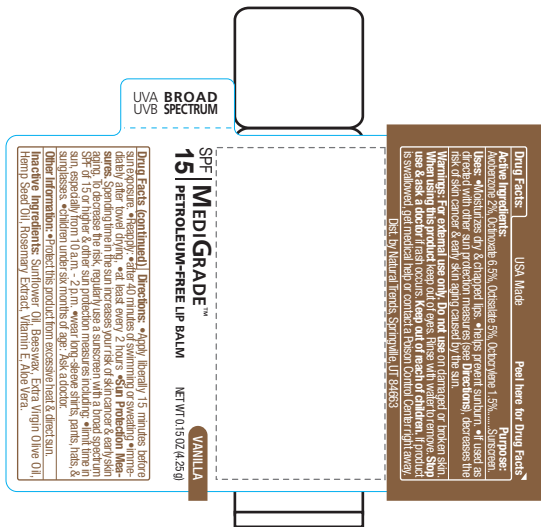 UVA BROAD
UVB SPECTRUM
SPF
15
MEDIGRADE™
PETROLEUM-FREE LIP BALM
NET WT 0.15 OZ (4.25 g)
VANILLA
Drug Facts: USA Made Peel here for Drug Facts
Active Ingredients: Purpose:
Avobenzone 2%, Octinoxate 6.5%, Octisalate 5%, Octocrylene 1.5%..........Sunscreen.
Uses: •Moisturizes dry & chapped lips. •helps prevent sunburn. •If used as
directed with other sun protection measures (see Directions), decreases the
risk of skin cancer & early skin aging caused by the sun.
Warnings: For external use only. Do not use on damaged or broken skin.
When using this product keep out of eyes. Rinse with water to remove. Stop
use & ask a doctor if rash occurs. Keep out of reach of children. If product
is swallowed, get medical help or contact a Poison Control Center right away.
Dist. by Natural Trends, Springville, UT 84663
Drug Facts (continued) Directions: •Apply liberally 15 minutes before
sun exposure. •Reapply: •after 40 minutes of swimming or sweating •imme-
diately after towel drying. •at least every 2 hours •Sun Protection Mea-
sures. Spending time in the sun increases your risk of skin cancer & early skin
aging. To decrease the risk, regularly use a sunscreen with a broad spectrum
SPF of 15 or higher & other sun protection measures including: •limit time in
sun, especially from 10 a.m. - 2 p.m. •wear long-sleeve shirts, pants, hats, &
sunglasses. •children under six months of age: Ask a doctor.
Other Information: •Protect this product from excessive heat & direct sun.
Inactive Ingredients: Sunflower Oil, Beeswax, Extra Virgin Olive Oil,
Hemp Seed Oil, Rosemary Extract, Vitamin E, Aloe Vera.